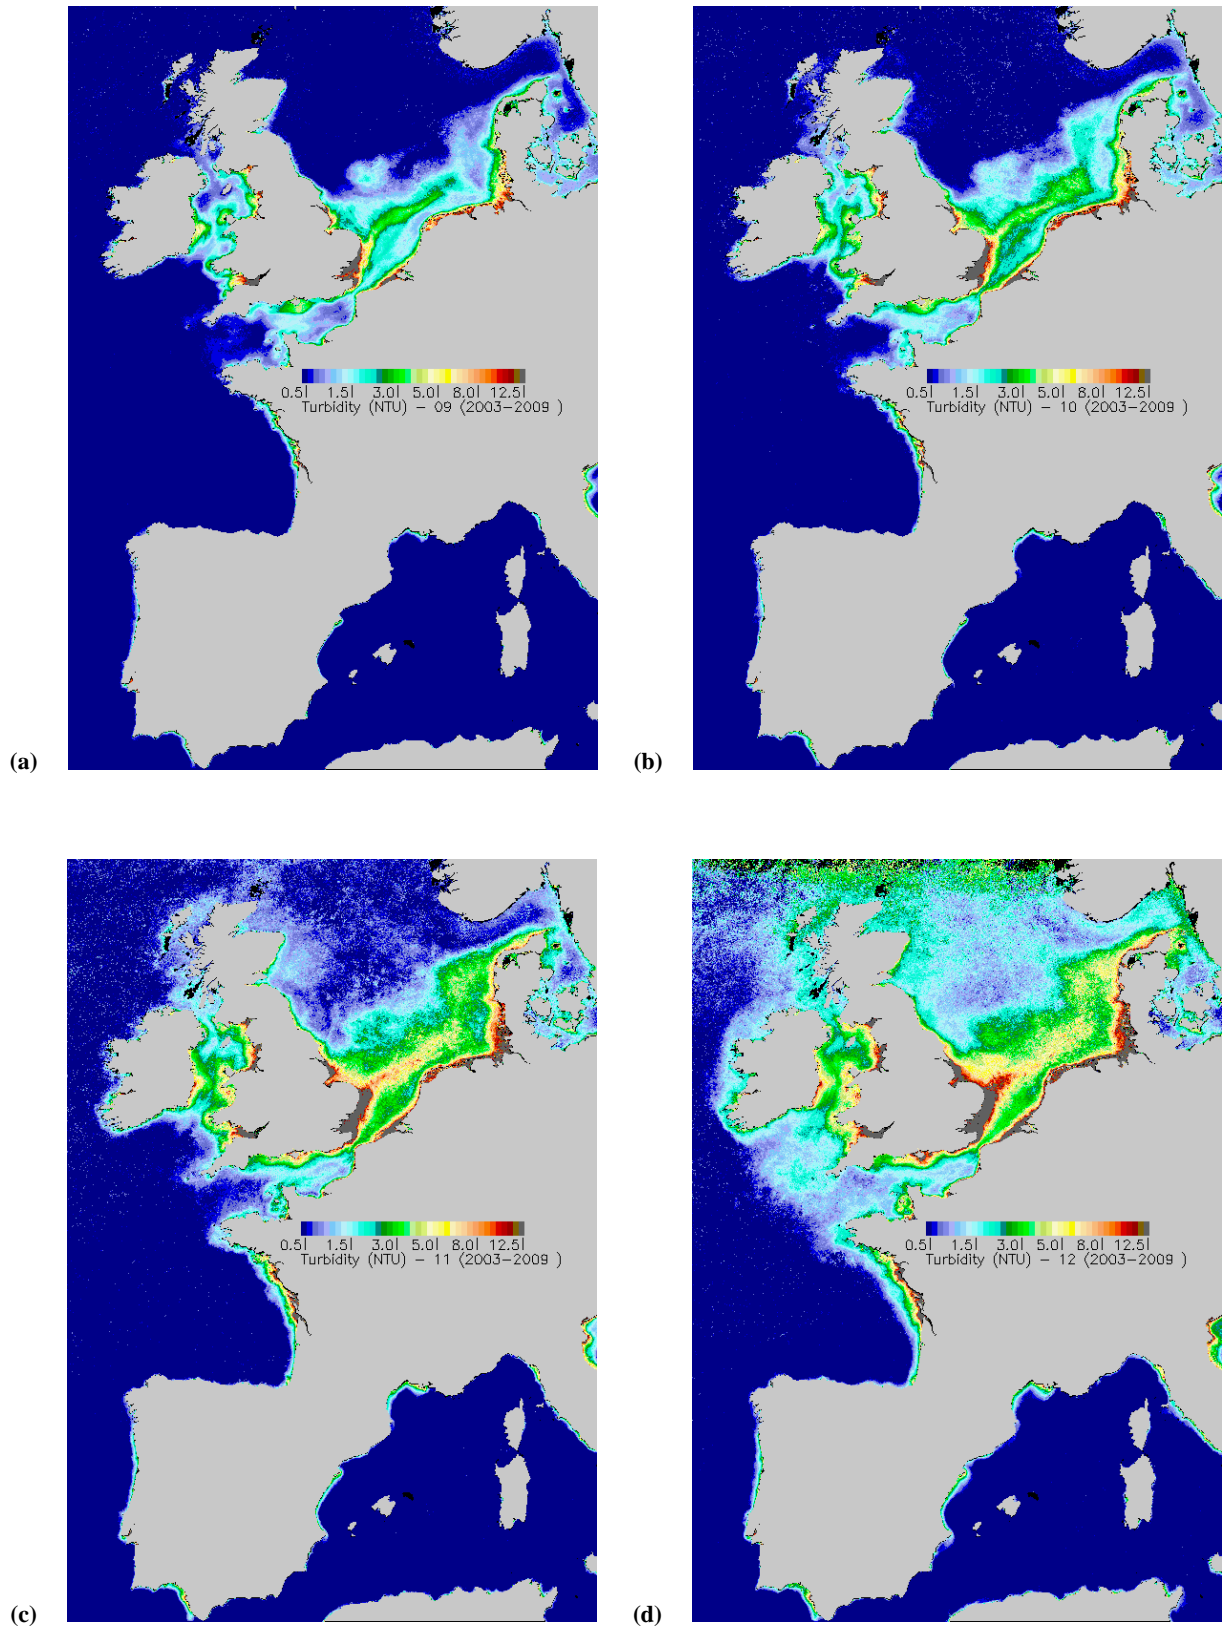 0.5| 1.5| 3.0| 5.0| 8.0| 12.5|
Turbidity (NTU) - 09 (2003-2009 )
(a)
0.5| 1.5| 3.0| 5.0| 8.0| 12.5|
Turbidity (NTU) - 10 (2003-2009 )
(b)
0.5| 1.5| 3.0| 5.0| 8.0| 12.5|
Turbidity (NTU) - 11 (2003-2009 )
(c)
0.5| 1.5| 3.0| 5.0| 8.0| 12.5|
Turbidity (NTU) - 12 (2003-2009 )
(d)